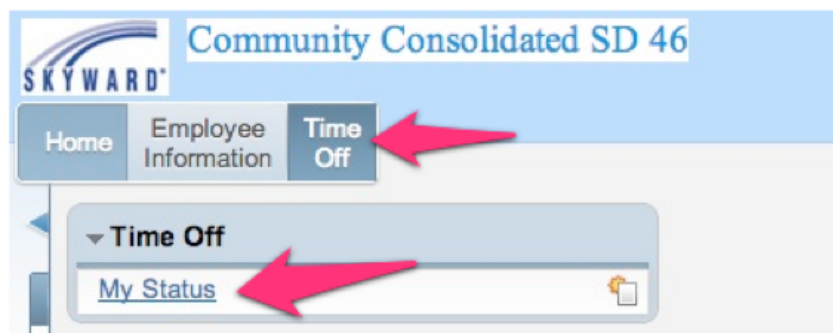 Community Consolidated SD 46
SKYWARD
Home
Employee
Information
Time
Off
Time Off
My Status